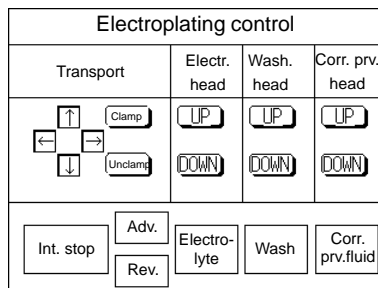 Electroplating control
Transport
Electr. head
Wash. head
Corr. prv. head
↑
Clamp
UP
UP
UP
← →
↓
Unclamp
DOWN
DOWN
DOWN
Int. stop
Adv.
Rev.
Electro-
lyte
Wash
Corr.
prv.fluid